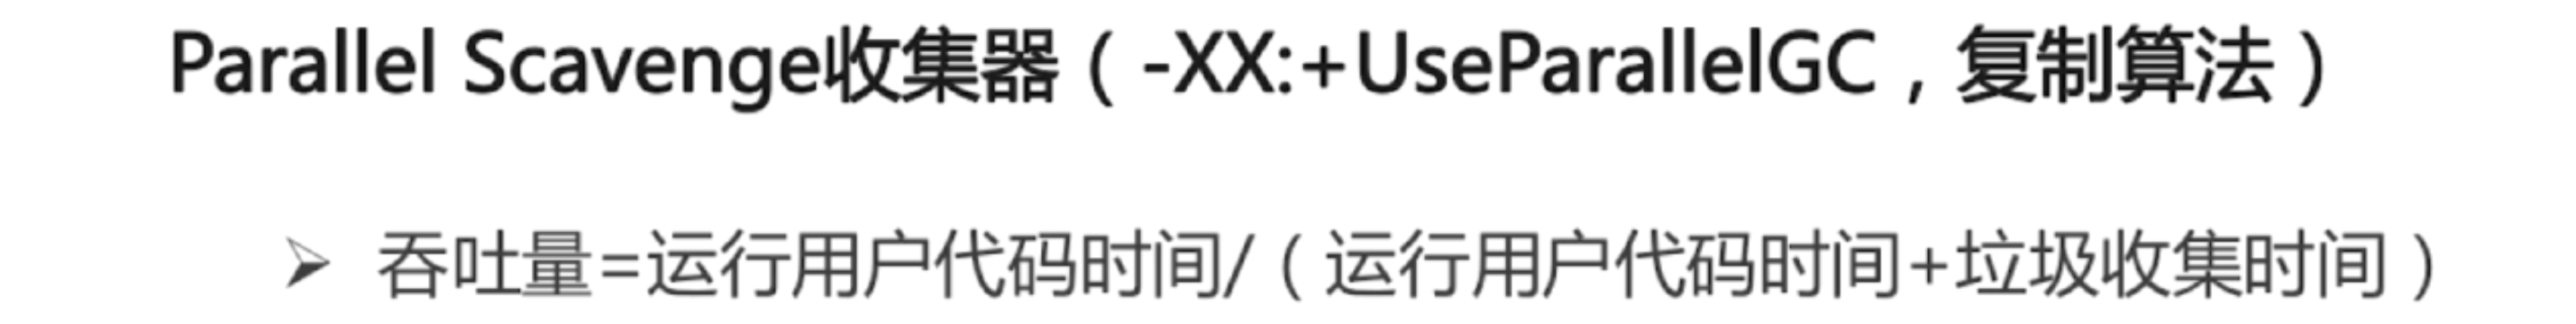 Parallel Scavenge收集器（-XX:+UseParallelGC，复制算法）
➢ 吞吐量=运行用户代码时间/（运行用户代码时间+垃圾收集时间）